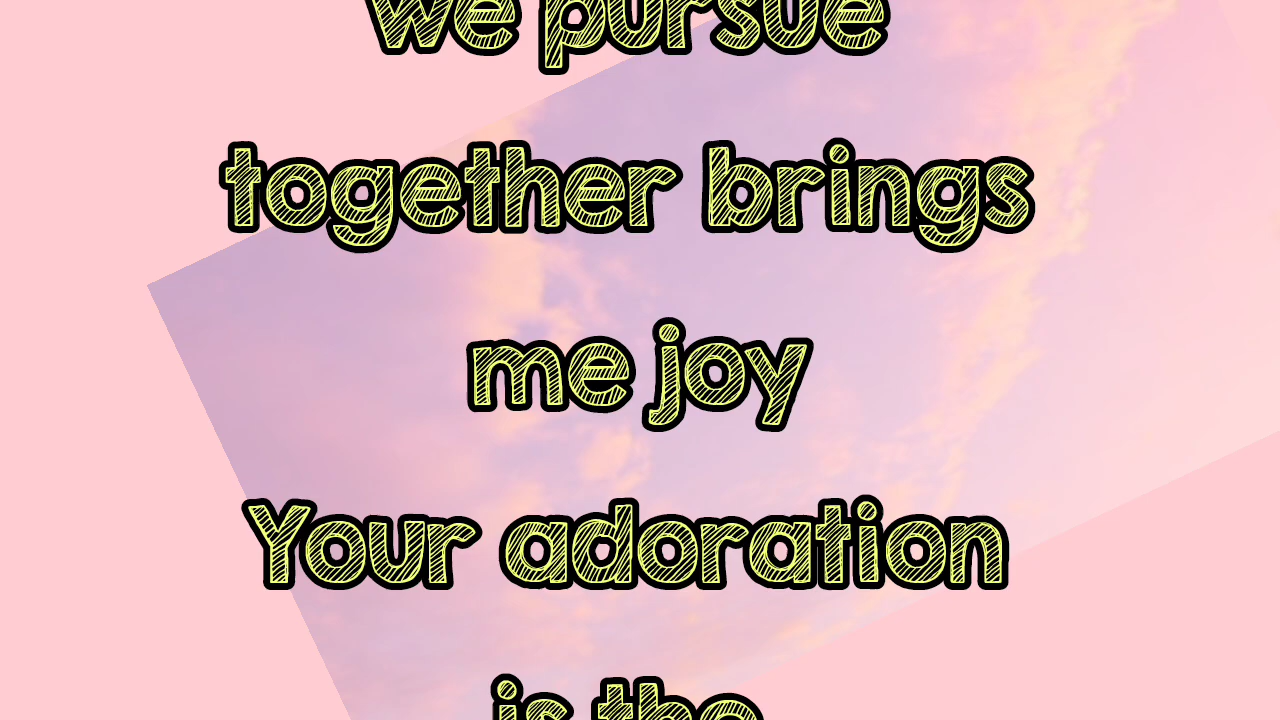 we pursue
together brings
me joy
Your adoration
is the